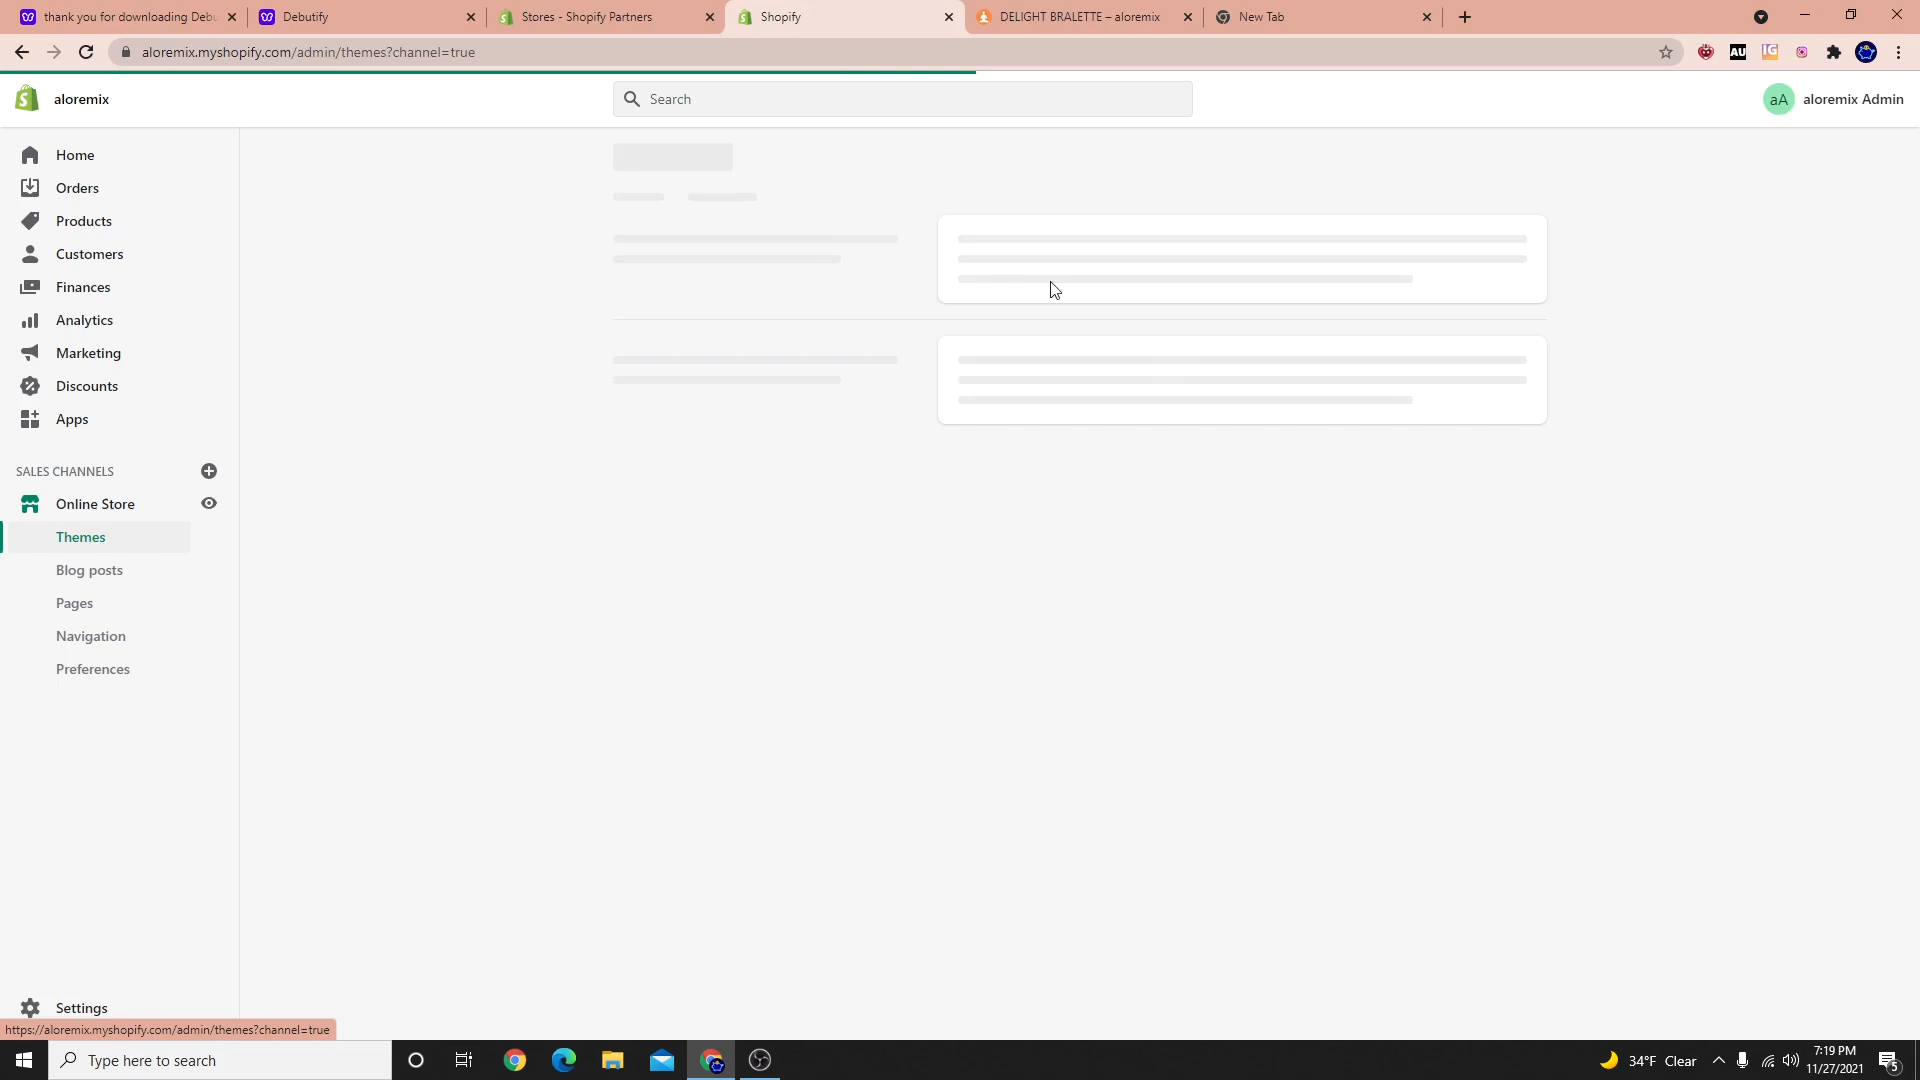 thank you for downloading Debu
Debutify
Stores - Shopify Partners
Shopify
DELIGHT BRALETTE – aloremix
New Tab
aloremix.myshopify.com/admin/themes?channel=true
AU
IG
aloremix
Search
aA
aloremix Admin
Home
Orders
Products
Customers
Finances
Analytics
Marketing
Discounts
Apps
SALES CHANNELS
Online Store
Themes
Blog posts
Pages
Navigation
Preferences
Settings
https://aloremix.myshopify.com/admin/themes?channel=true
Type here to search
34°F Clear
7:19 PM
11/27/2021
5